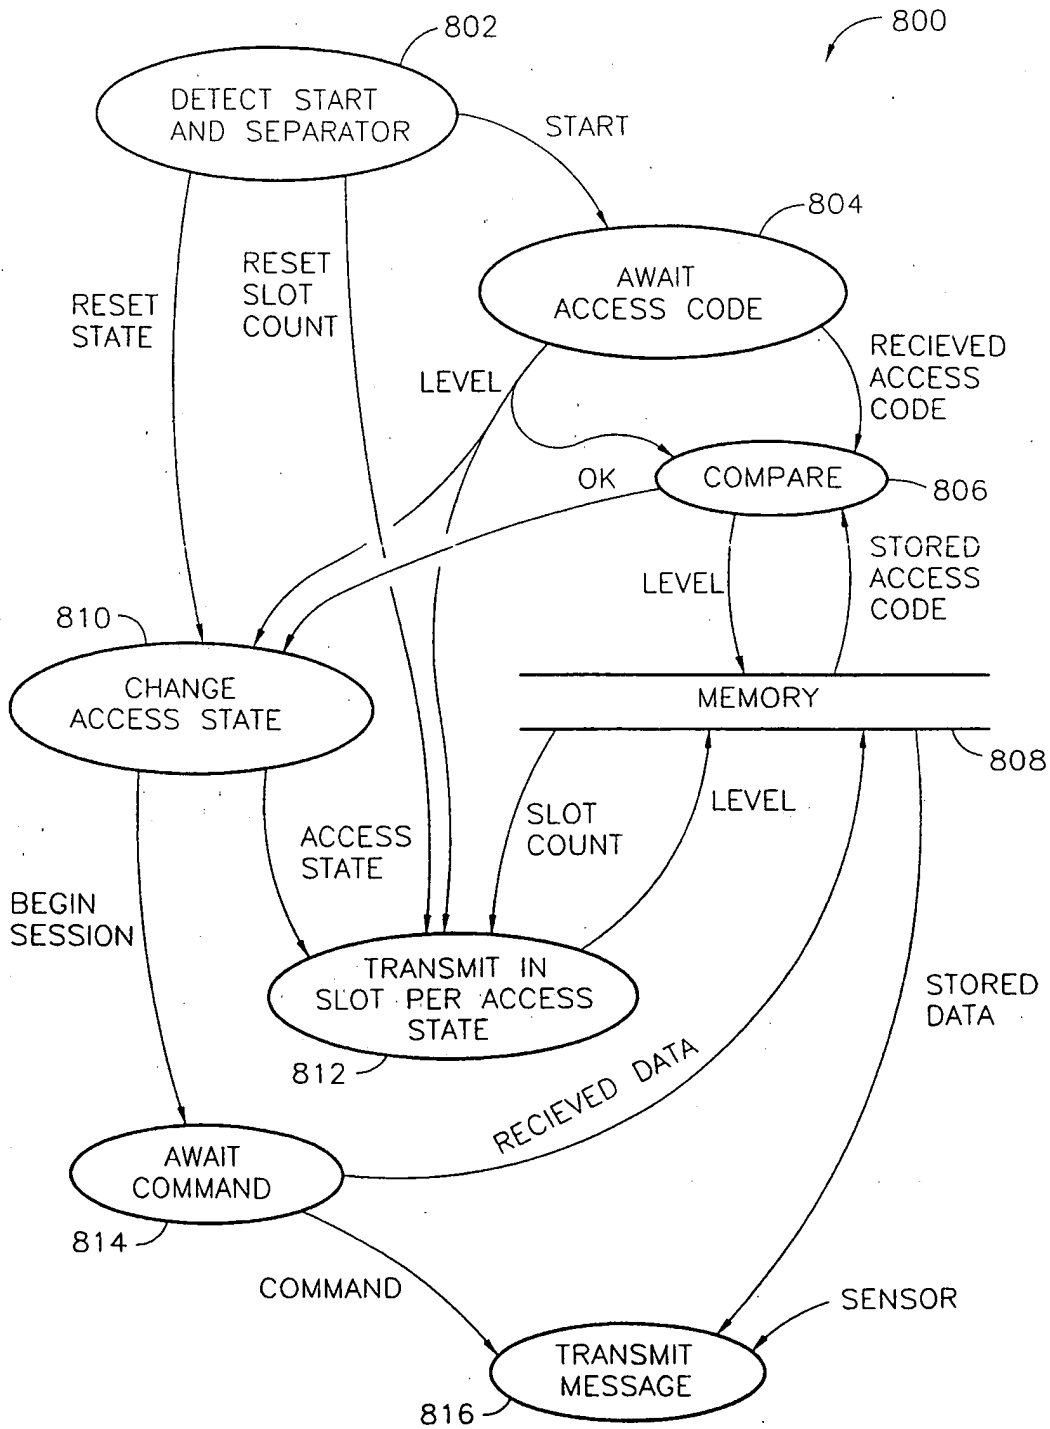 802
800
DETECT START
AND SEPARATOR
START
804
RESET
SLOT
COUNT
AWAIT
ACCESS CODE
RESET
STATE
RECIEVED
ACCESS
CODE
LEVEL
OK
COMPARE
806
STORED
ACCESS
CODE
LEVEL
810
CHANGE
ACCESS STATE
MEMORY
808
SLOT
COUNT
LEVEL
ACCESS
STATE
BEGIN
SESSION
TRANSMIT IN
SLOT PER ACCESS
STATE
STORED
DATA
812
RECIEVED DATA
AWAIT
COMMAND
814
COMMAND
SENSOR
TRANSMIT
MESSAGE
816